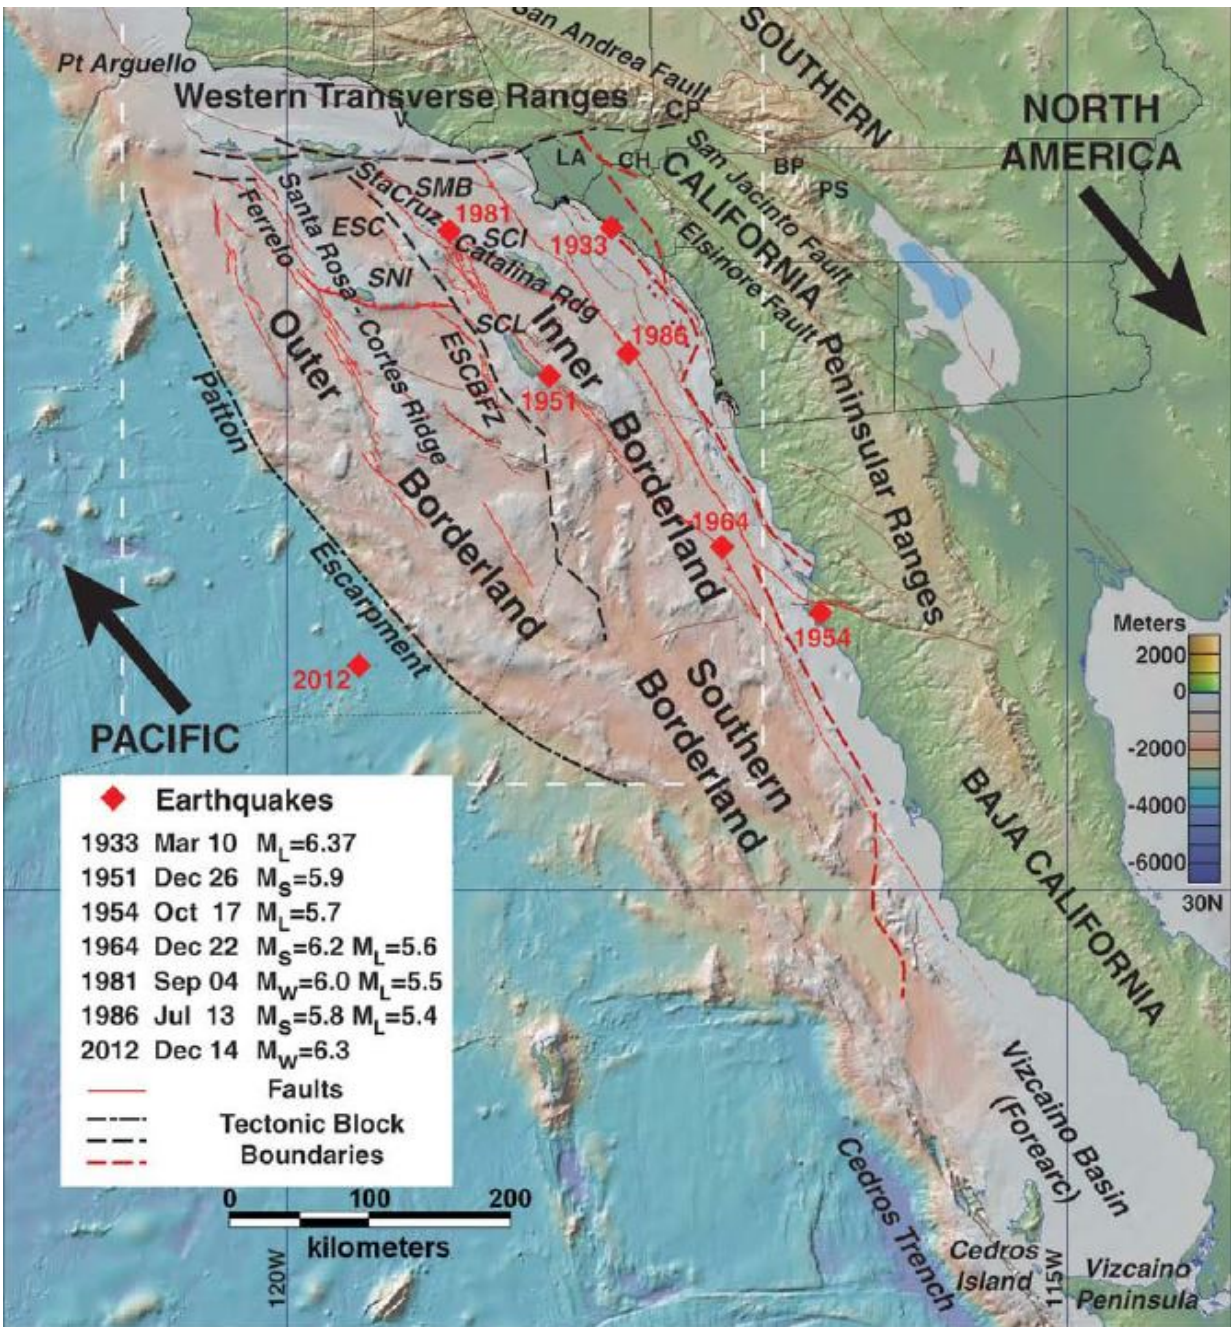 San Andrea Fault
SOUTHERN
CALIFORNIA
Pt Arguello
Western Transverse Ranges
V
CP
NORTH
AMERICA
LA
CH
BP
PS
San Jacinto Fault
Elsinore Fault
Peninsular Ranges
StaCruz
Catalina Rdg
SMB
1981
SCI
1933
ESC
Santa Rosa - Cortes Ridge
Ferrelo
SNI
SCL
1986
ESCBFZ
1951
Outer
Borderland
Inner
Borderland
Patton
Escarpment
1964
1954
2012
PACIFIC
Southern
Borderland
BAJA CALIFORNIA
Meters
2000
0
-2000
-4000
-6000
30N
Earthquakes
1933 Mar 10 ML=6.37
1951 Dec 26 MS=5.9
1954 Oct 17 ML=5.7
1964 Dec 22 MS=6.2 ML=5.6
1981 Sep 04 MW=6.0 ML=5.5
1986 Jul 13 MS=5.8 ML=5.4
2012 Dec 14 MW=6.3
Faults
Tectonic Block
Boundaries
0 100 200
kilometers
120W
Vizcaino Basin
(Forearc)
Cedros Trench
Cedros
Island
115W
Vizcaino
Peninsula